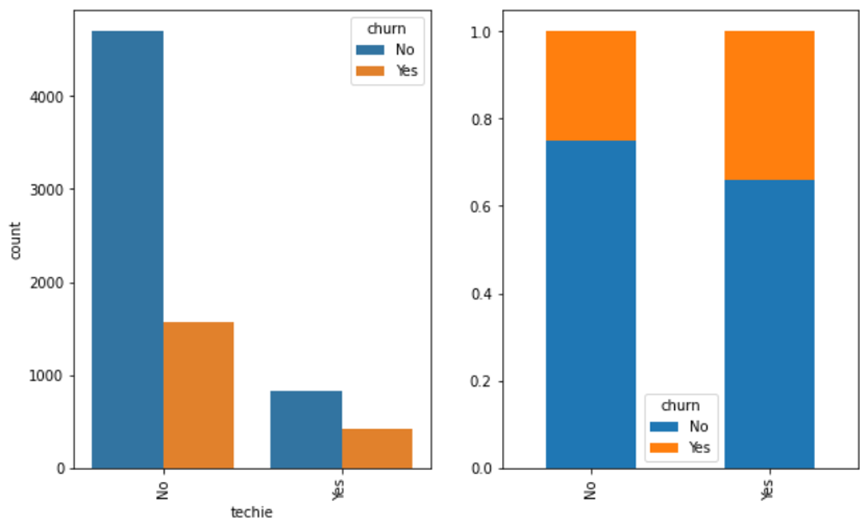 count
4000
3000
2000
1000
0
No
Yes
techie
churn
No
Yes
1.0
0.8
0.6
0.4
0.2
0.0
No
Yes
churn
No
Yes